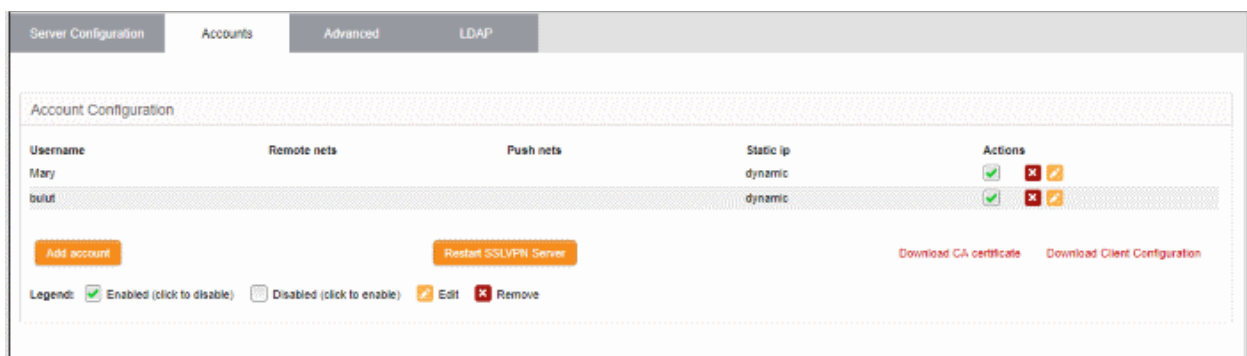 Server Configuration Accounts Advanced LDAP
Account Configuration
Username Remote nets Push nets Static ip Actions
Mary dynamic
bulut dynamic
Add account Restart SSLVPN Server Download CA certificate Download Client Configuration
Legend: Enabled (click to disable) Disabled (click to enable) Edit Remove